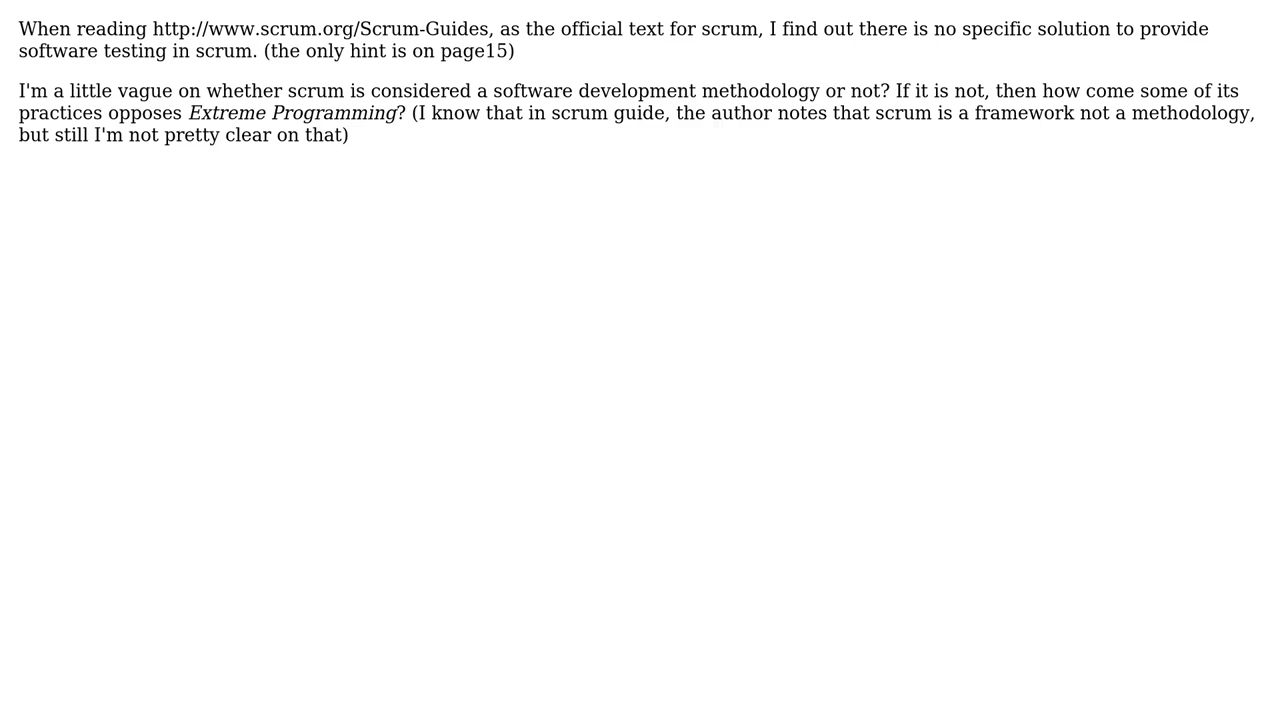 When reading http://www.scrum.org/Scrum-Guides, as the official text for scrum, I find out there is no specific solution to provide
software testing in scrum. (the only hint is on page15)
I'm a little vague on whether scrum is considered a software development methodology or not? If it is not, then how come some of its
practices opposes Extreme Programming? (I know that in scrum guide, the author notes that scrum is a framework not a methodology,
but still I'm not pretty clear on that)